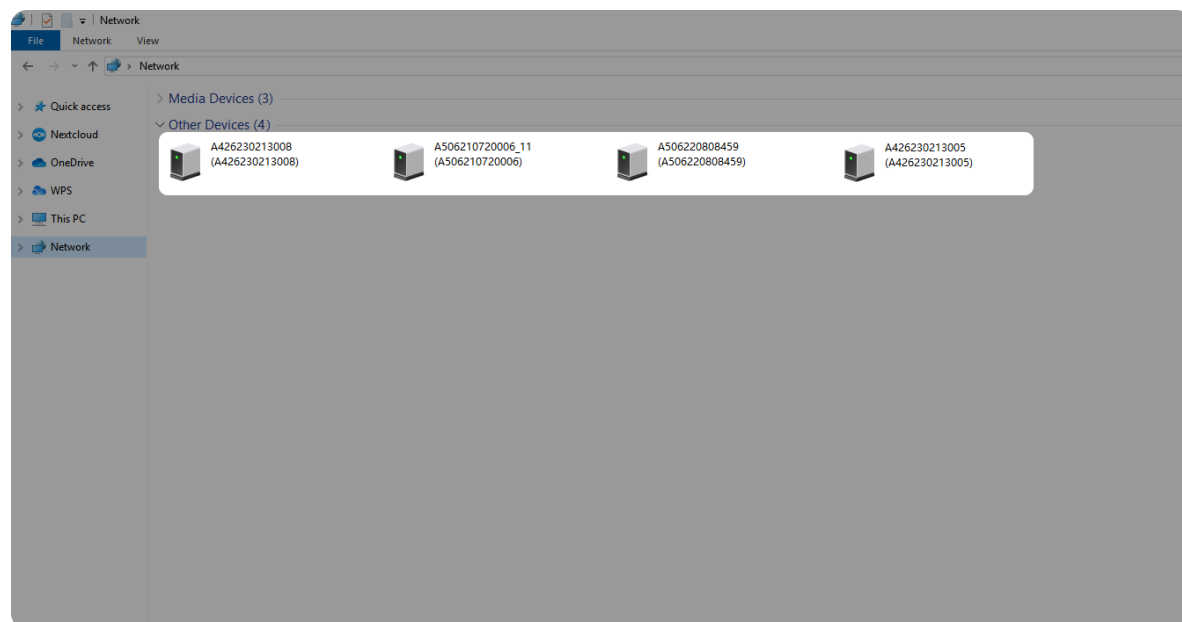 Network
File Network View
Network
Quick access
Nextcloud
OneDrive
WPS
This PC
Network
Media Devices (3)
Other Devices (4)
A426230213008
(A426230213008)
A506210720006_11
(A506210720006)
A506220808459
(A506220808459)
A426230213005
(A426230213005)